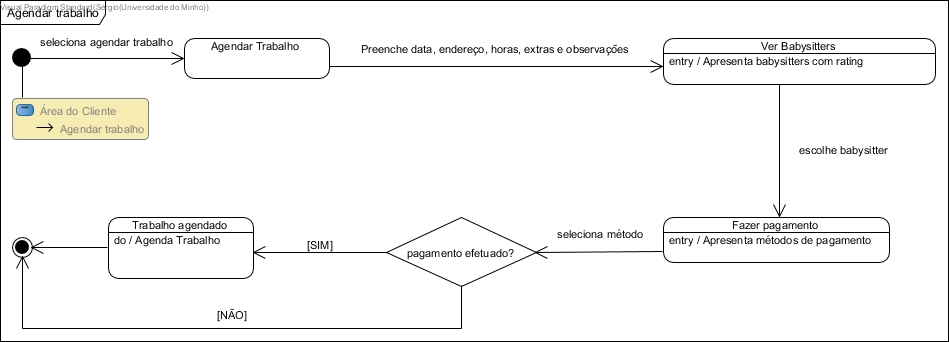 Visual Paradigm Standard(Sérgio(Universidade do Minho))
Agendar trabalho
seleciona agendar trabalho
Agendar Trabalho
Preenche data, endereço, horas, extras e observações
Ver Babysitters
entry / Apresenta babysitters com rating
Área do Cliente
Agendar trabalho
escolhe babysitter
Trabalho agendado
do / Agenda Trabalho
[SIM]
pagamento efetuado?
seleciona método
Fazer pagamento
entry / Apresenta métodos de pagamento
[NÃO]